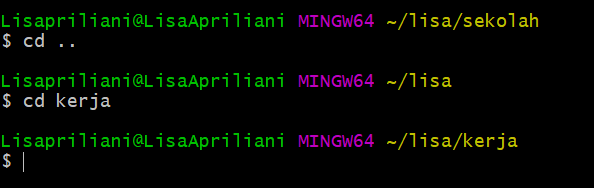 Lisapriliani@LisaApriliani MINGW64 ~/lisa/sekolah
$ cd ..
Lisapriliani@LisaApriliani MINGW64 ~/lisa
$ cd kerja
Lisapriliani@LisaApriliani MINGW64 ~/lisa/kerja
$